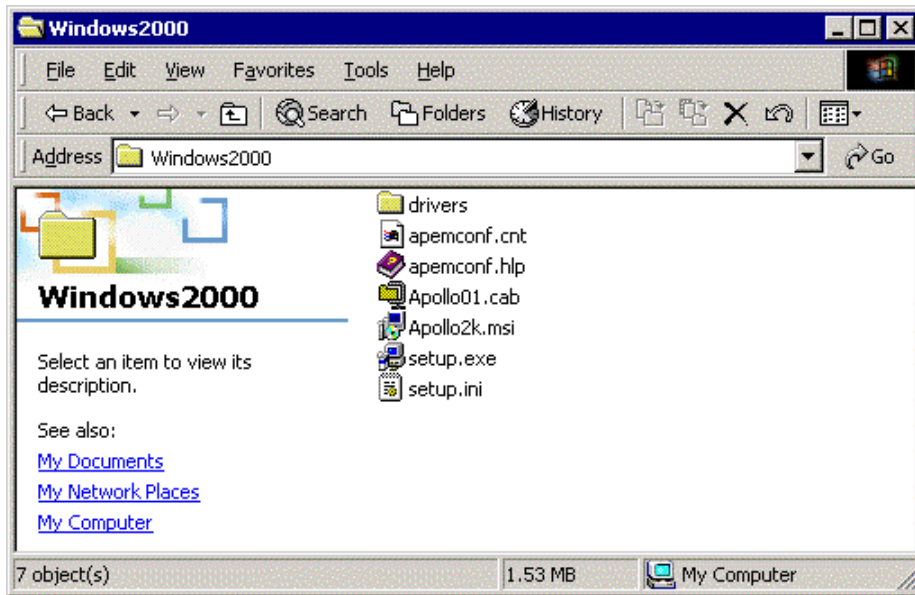 Windows2000
File Edit View Favorites Tools Help
Back Search Folders History
Address Windows2000 Go
drivers
apemconf.cnt
apemconf.hlp
Apollo01.cab
Apollo2k.msi
setup.exe
setup.ini
Windows2000
Select an item to view its
description.
See also:
My Documents
My Network Places
My Computer
7 object(s) 1.53 MB My Computer